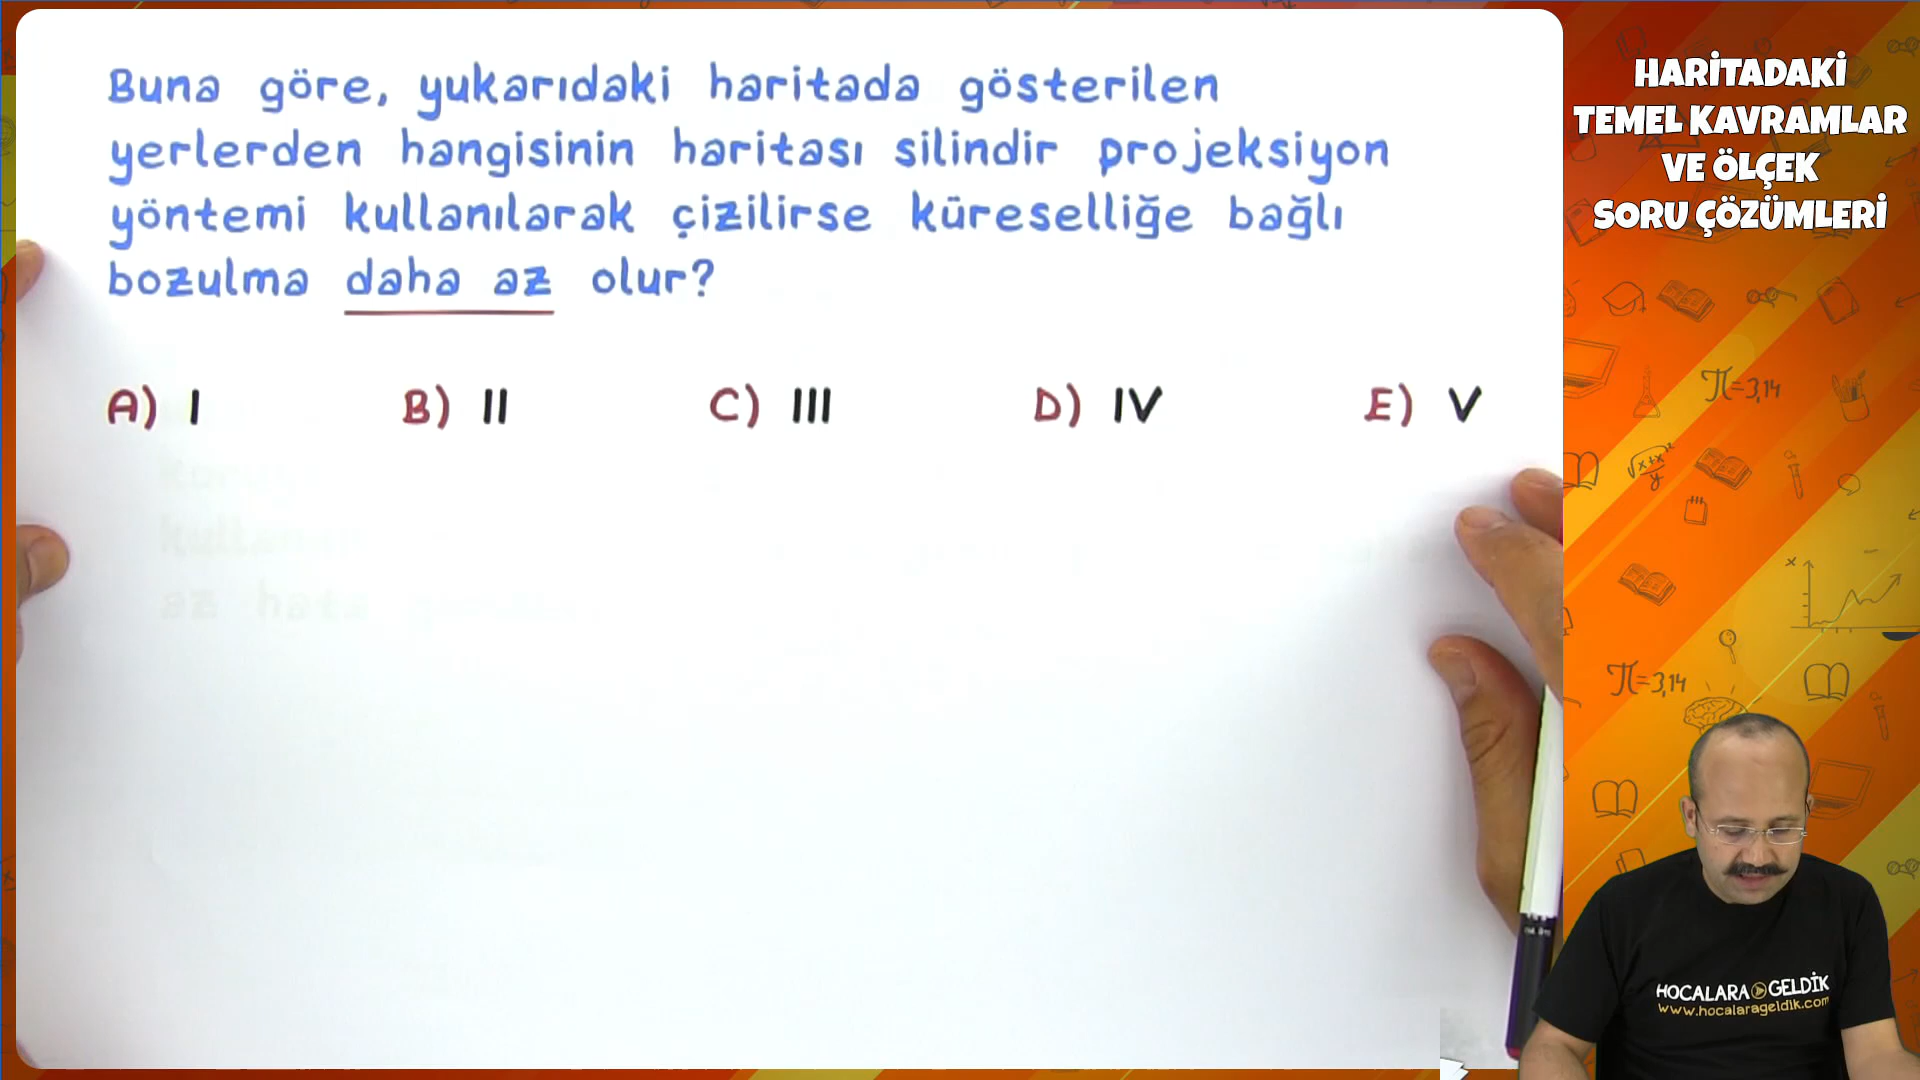 Buna göre, yukarıdaki haritada gösterilen
yerlerden hangisinin haritası silindir projeksiyon
yöntemi kullanılarak çizilirse küreselliğe bağlı
bozulma daha az olur?
A) I B) II C) III D) IV E) V
HARİTADAKİ
TEMEL KAVRAMLAR
VE ÖLÇEK
SORU ÇÖZÜMLERİ
π=3,14
π=3,14
HOCALARA GELDİK
www.hocalarageldik.com